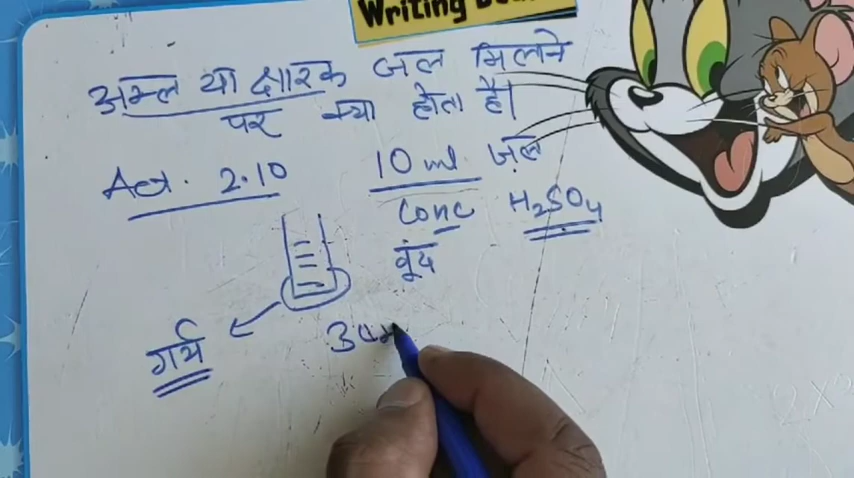 Writing
अम्ल या क्षारक जल मिलने
पर क्या होता है।
Act. 2.10 10 ml जल
Conc H₂SO₄
बूंद
गर्म